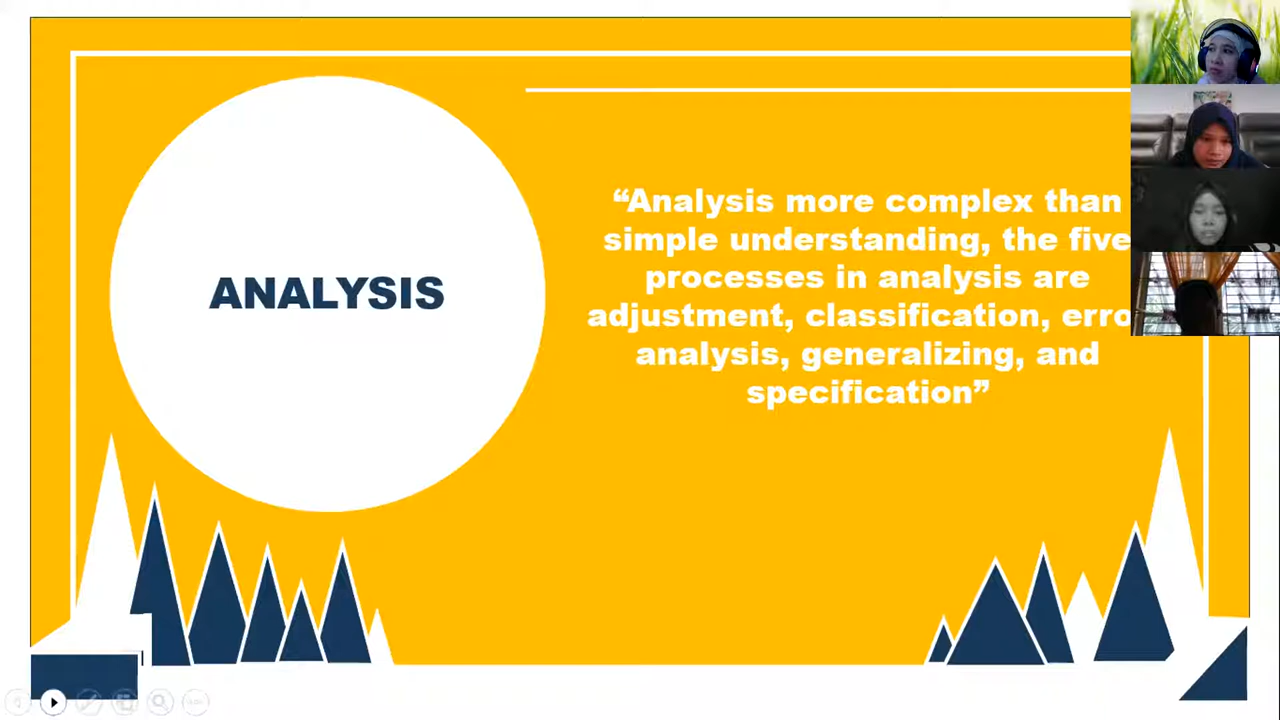 ANALYSIS
“Analysis more complex than
simple understanding, the five
processes in analysis are
adjustment, classification, erro
analysis, generalizing, and
specification”